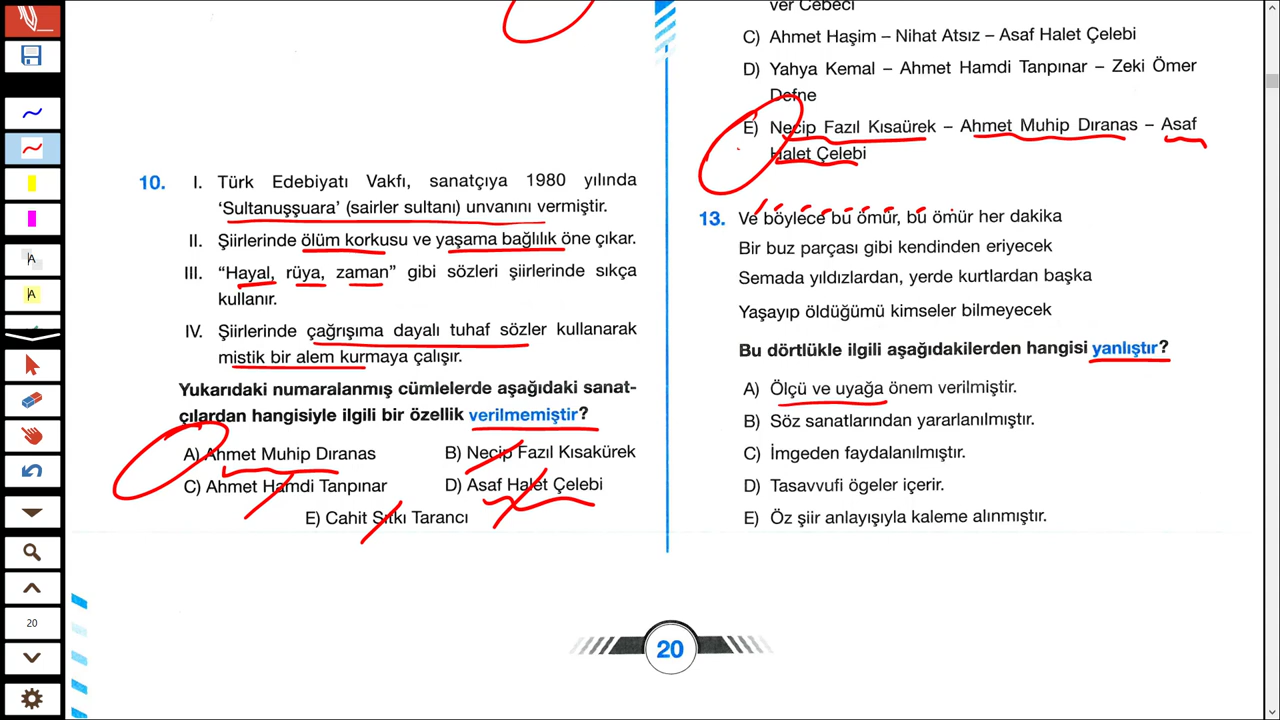 10. I. Türk Edebiyatı Vakfı, sanatçıya 1980 yılında
‘Sultanuşşuara’ (sairler sultanı) unvanını vermiştir.
II. Şiirlerinde ölüm korkusu ve yaşama bağlılık öne çıkar.
III. “Hayal, rüya, zaman” gibi sözleri şiirlerinde sıkça
kullanır.
IV. Şiirlerinde çağrışıma dayalı tuhaf sözler kullanarak
mistik bir alem kurmaya çalışır.
Yukarıdaki numaralanmış cümlelerde aşağıdaki sanat-
çılardan hangisiyle ilgili bir özellik verilmemiştir?
A) Ahmet Muhip Dıranas B) Necip Fazıl Kısakürek
C) Ahmet Hamdi Tanpınar D) Asaf Halet Çelebi
E) Cahit Sıtkı Tarancı
ver Cebeci
C) Ahmet Haşim – Nihat Atsız – Asaf Halet Çelebi
D) Yahya Kemal – Ahmet Hamdi Tanpınar – Zeki Ömer
Defne
E) Necip Fazıl Kısaürek – Ahmet Muhip Dıranas – Asaf
Halet Çelebi
13. Ve böylece bu ömür, bu ömür her dakika
Bir buz parçası gibi kendinden eriyecek
Semada yıldızlardan, yerde kurtlardan başka
Yaşayıp öldüğümü kimseler bilmeyecek
Bu dörtlükle ilgili aşağıdakilerden hangisi yanlıştır?
A) Ölçü ve uyağa önem verilmiştir.
B) Söz sanatlarından yararlanılmıştır.
C) İmgeden faydalanılmıştır.
D) Tasavvufi ögeler içerir.
E) Öz şiir anlayışıyla kaleme alınmıştır.
20
A
A
20